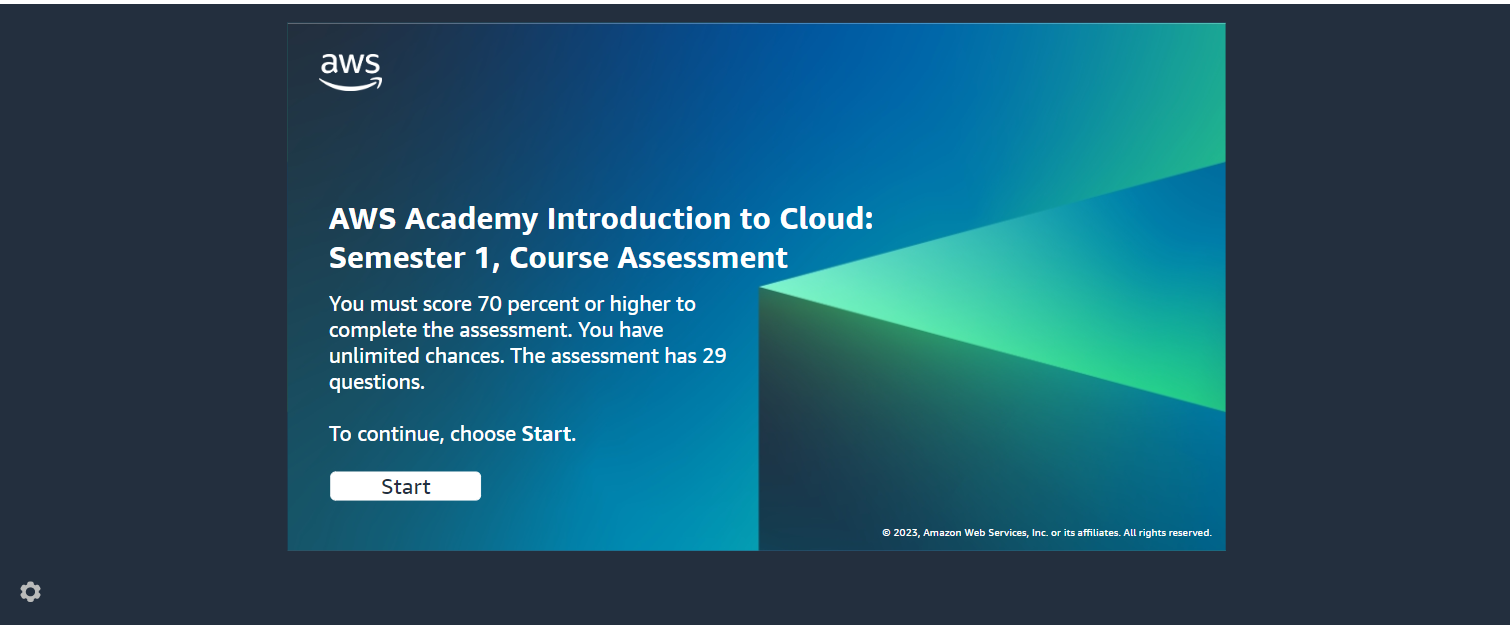 aws
AWS Academy Introduction to Cloud:
Semester 1, Course Assessment
You must score 70 percent or higher to
complete the assessment. You have
unlimited chances. The assessment has 29
questions.
To continue, choose Start.
Start
© 2023, Amazon Web Services, Inc. or its affiliates. All rights reserved.